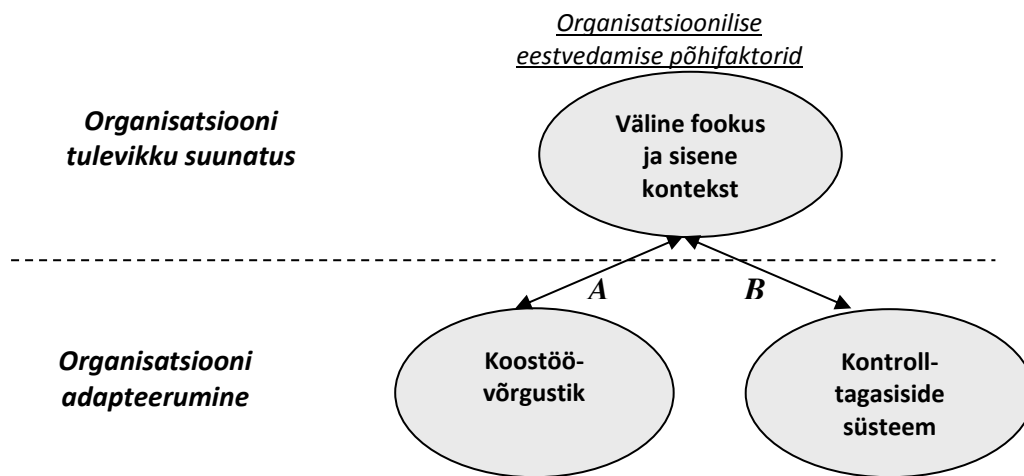 Organisatsioonilise
eestvedamise põhifaktorid
Organisatsiooni
tulevikku suunatus
Väline fookus
ja sisene
kontekst
A
B
Organisatsiooni
adapteerumine
Koostöö-
võrgustik
Kontroll-
tagasiside
süsteem